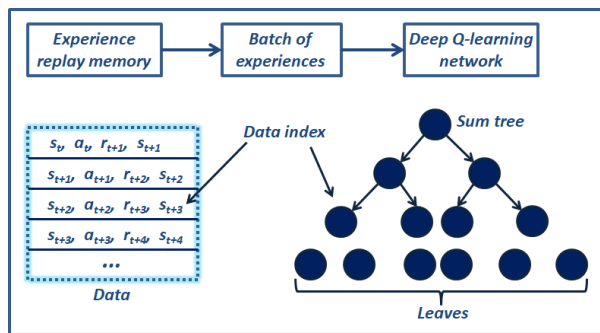 Experience
replay memory
Batch of
experiences
Deep Q-learning
network
Sum tree
Data index
s_t, a_t, r_{t+1}, s_{t+1}
s_{t+1}, a_{t+1}, r_{t+2}, s_{t+2}
s_{t+2}, a_{t+2}, r_{t+3}, s_{t+3}
s_{t+3}, a_{t+3}, r_{t+4}, s_{t+4}
...
Data
Leaves